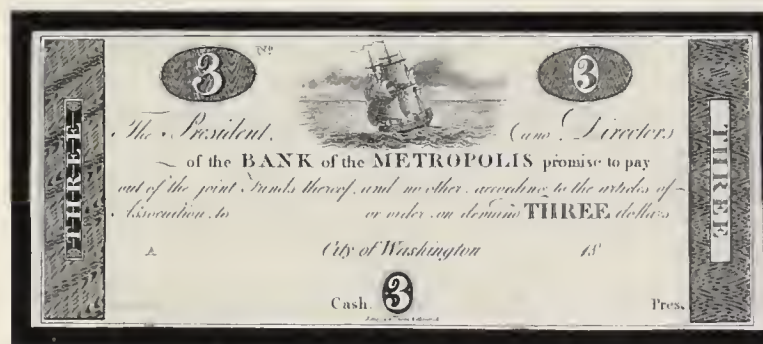 3 No. 3
The President, and Directors
of the BANK of the METROPOLIS promise to pay
out of the joint Funds thereof, and no other, according to the articles of
Association, to or order, on demand THREE dollars
A City of Washington 18
Cash. 3 Pres.
THREE
THREE